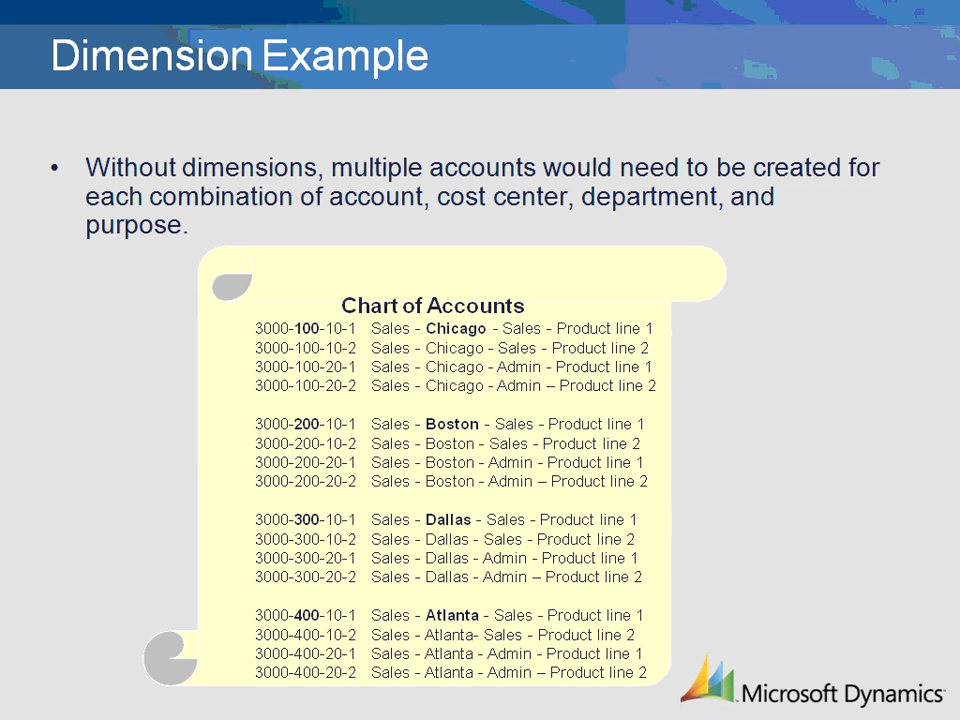 Dimension Example
• Without dimensions, multiple accounts would need to be created for
each combination of account, cost center, department, and
purpose.
Chart of Accounts
3000-100-10-1 Sales - Chicago - Sales - Product line 1
3000-100-10-2 Sales - Chicago - Sales - Product line 2
3000-100-20-1 Sales - Chicago - Admin - Product line 1
3000-100-20-2 Sales - Chicago - Admin – Product line 2
3000-200-10-1 Sales - Boston - Sales - Product line 1
3000-200-10-2 Sales - Boston - Sales - Product line 2
3000-200-20-1 Sales - Boston - Admin - Product line 1
3000-200-20-2 Sales - Boston - Admin – Product line 2
3000-300-10-1 Sales - Dallas - Sales - Product line 1
3000-300-10-2 Sales - Dallas - Sales - Product line 2
3000-300-20-1 Sales - Dallas - Admin - Product line 1
3000-300-20-2 Sales - Dallas - Admin – Product line 2
3000-400-10-1 Sales - Atlanta - Sales - Product line 1
3000-400-10-2 Sales - Atlanta- Sales - Product line 2
3000-400-20-1 Sales - Atlanta - Admin - Product line 1
3000-400-20-2 Sales - Atlanta - Admin – Product line 2
Microsoft Dynamics